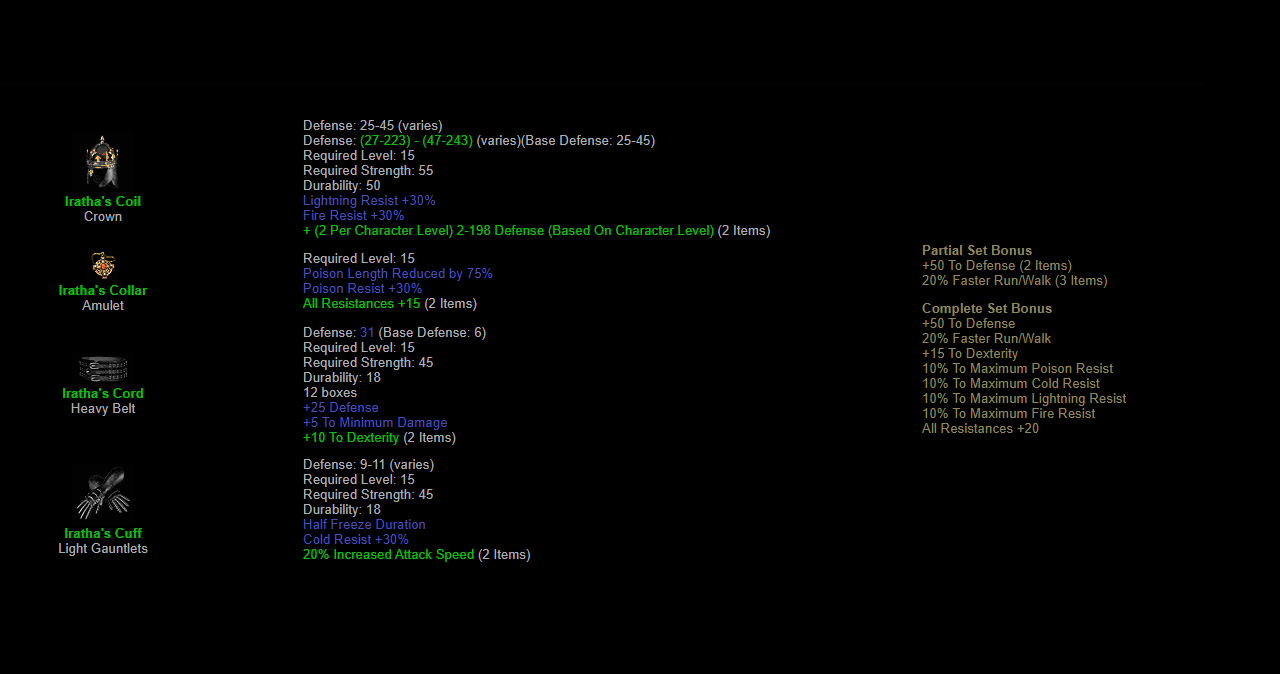 Iratha's Coil
Crown
Defense: 25-45 (varies)
Defense: (27-223) - (47-243) (varies)(Base Defense: 25-45)
Required Level: 15
Required Strength: 55
Durability: 50
Lightning Resist +30%
Fire Resist +30%
+ (2 Per Character Level) 2-198 Defense (Based On Character Level) (2 Items)
Iratha's Collar
Amulet
Required Level: 15
Poison Length Reduced by 75%
Poison Resist +30%
All Resistances +15 (2 Items)
Iratha's Cord
Heavy Belt
Defense: 31 (Base Defense: 6)
Required Level: 15
Required Strength: 45
Durability: 18
12 boxes
+25 Defense
+5 To Minimum Damage
+10 To Dexterity (2 Items)
Iratha's Cuff
Light Gauntlets
Defense: 9-11 (varies)
Required Level: 15
Required Strength: 45
Durability: 18
Half Freeze Duration
Cold Resist +30%
20% Increased Attack Speed (2 Items)
Partial Set Bonus
+50 To Defense (2 Items)
20% Faster Run/Walk (3 Items)
Complete Set Bonus
+50 To Defense
20% Faster Run/Walk
+15 To Dexterity
10% To Maximum Poison Resist
10% To Maximum Cold Resist
10% To Maximum Lightning Resist
10% To Maximum Fire Resist
All Resistances +20